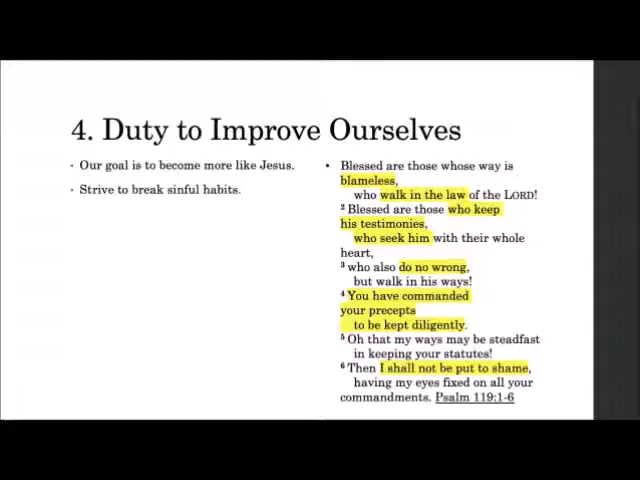 4. Duty to Improve Ourselves
• Our goal is to become more like Jesus.
• Strive to break sinful habits.
• Blessed are those whose way is
blameless,
who walk in the law of the LORD!
2 Blessed are those who keep
his testimonies,
who seek him with their whole
heart,
3 who also do no wrong,
but walk in his ways!
4 You have commanded
your precepts
to be kept diligently.
5 Oh that my ways may be steadfast
in keeping your statutes!
6 Then I shall not be put to shame,
having my eyes fixed on all your
commandments. Psalm 119:1-6